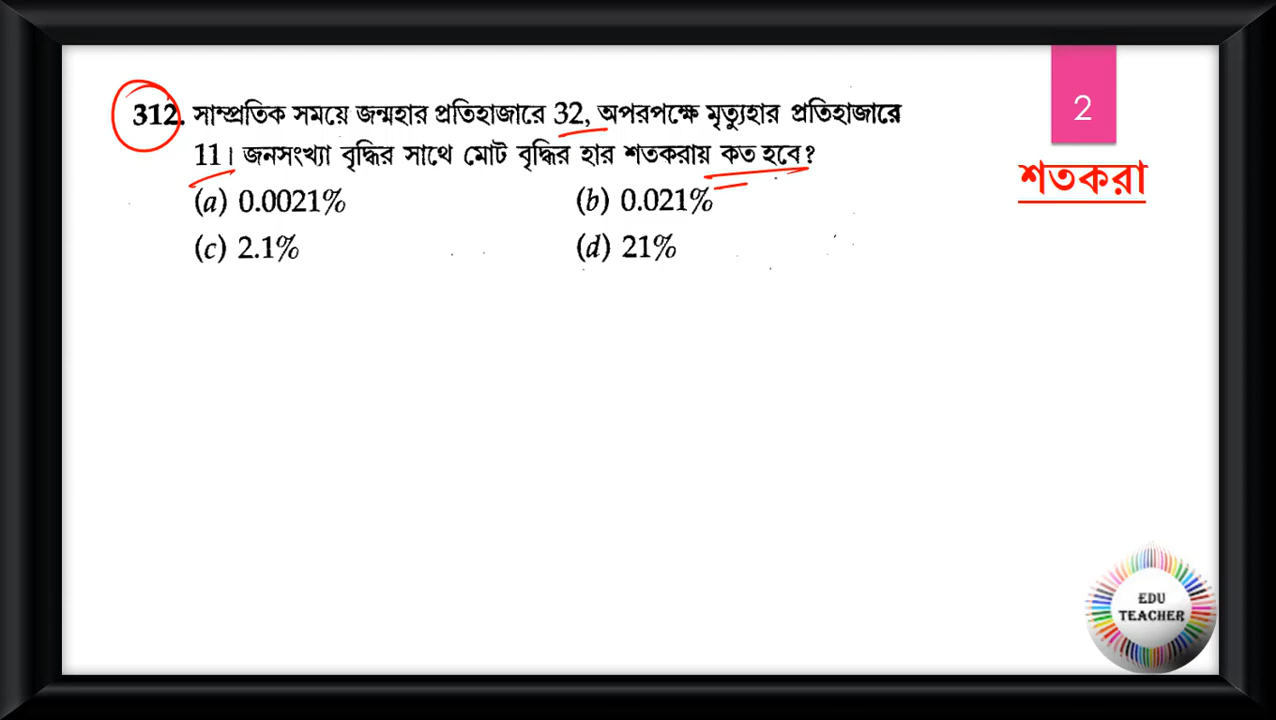 312. সাম্প্রতিক সময়ে জন্মহার প্রতিহাজারে 32, অপরপক্ষে মৃত্যুহার প্রতিহাজারে
11। জনসংখ্যা বৃদ্ধির সাথে মোট বৃদ্ধির হার শতকরায় কত হবে?
(a) 0.0021% (b) 0.021%
(c) 2.1% (d) 21%
2
শতকরা
EDU
TEACHER